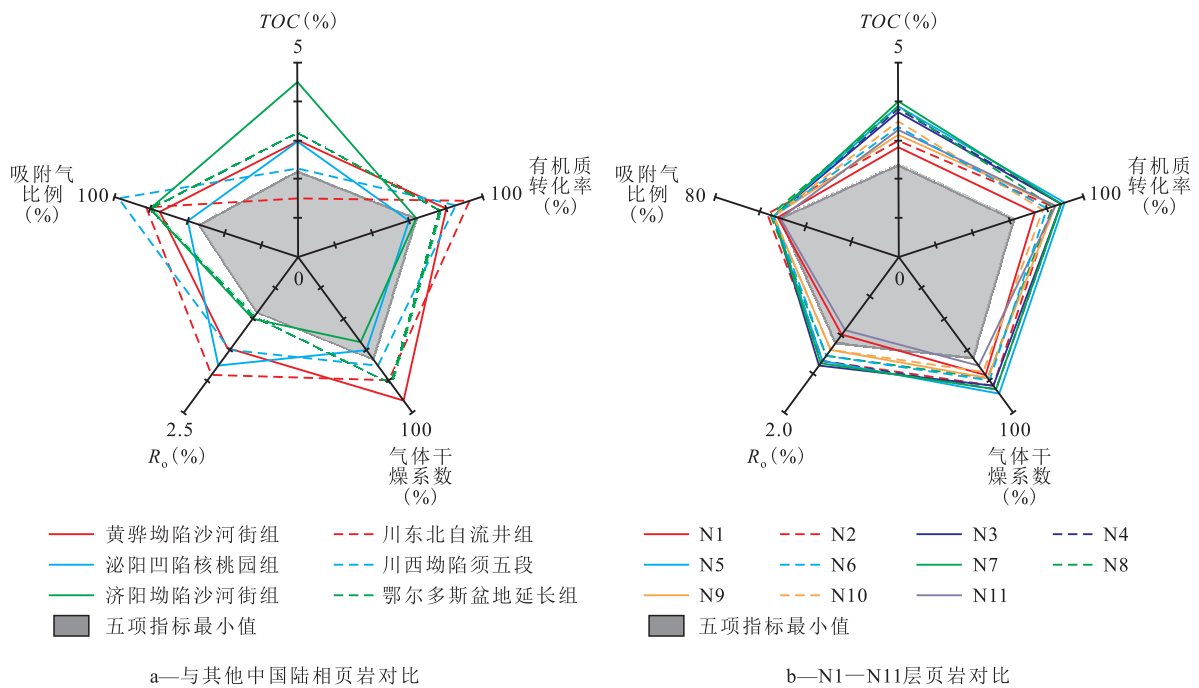 TOC(%)
5
吸附气
比例
(%)
100
有机质
转化率
(%)
100
0
2.5
Ro(%)
100
气体干
燥系数
(%)
黄骅坳陷沙河街组
川东北自流井组
泌阳凹陷核桃园组
川西坳陷须五段
济阳坳陷沙河街组
鄂尔多斯盆地延长组
五项指标最小值
a—与其他中国陆相页岩对比
TOC(%)
5
吸附气
比例
(%)
80
有机质
转化率
(%)
100
0
2.0
Ro(%)
100
气体干
燥系数
(%)
N1 N2 N3 N4
N5 N6 N7 N8
N9 N10 N11
五项指标最小值
b—N1—N11层页岩对比